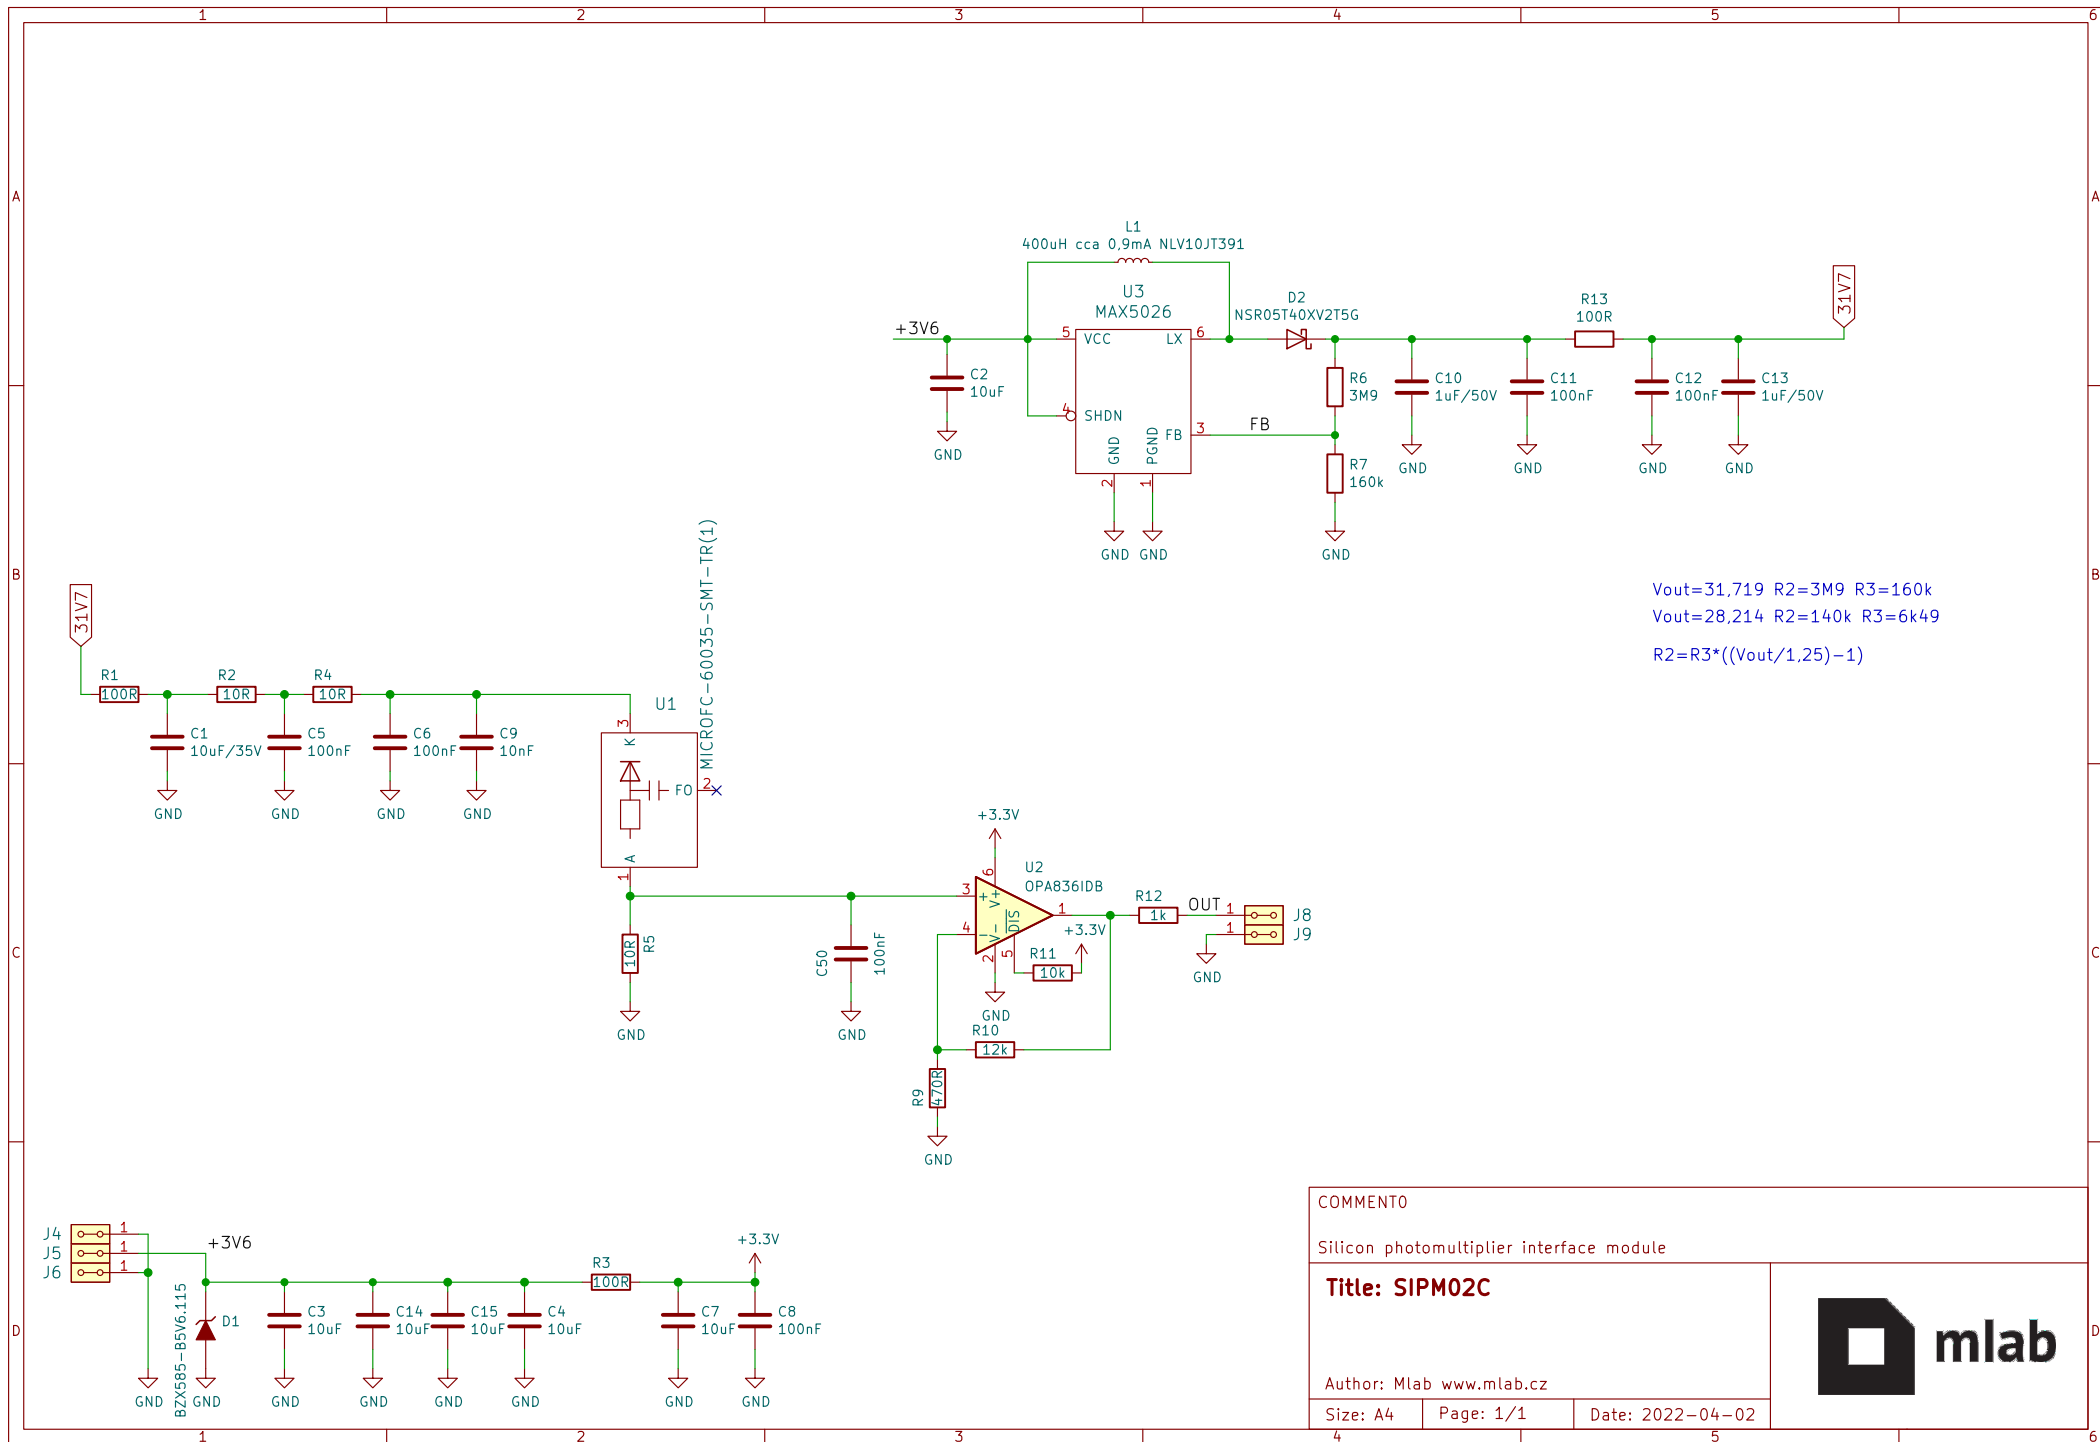 1 2 3 4 5 6
A A
B B
C C
D D
1 2 3 4 5 6
L1
400uH cca 0,9mA NLV10JT391
U3
MAX5026
+3V6
5 VCC
LX 6
4 SHDN
FB 3
GND
PGND
2
1
GND GND
C2
10uF
GND
D2
NSR05T40XV2T5G
R6
3M9
FB
R7
160k
GND
C10
1uF/50V
GND
C11
100nF
GND
R13
100R
C12
100nF
GND
C13
1uF/50V
GND
31V7
Vout=31,719 R2=3M9 R3=160k
Vout=28,214 R2=140k R3=6k49
R2=R3*((Vout/1,25)-1)
31V7
R1
100R
R2
10R
R4
10R
C1
10uF/35V
GND
C5
100nF
GND
C6
100nF
GND
C9
10nF
GND
U1
MICROFC-60035-SMT-TR(1)
3
K
FO 2
A
1
10R
R5
GND
C50
100nF
GND
+3.3V
U2
OPA836IDB
6
3 +
V+
4 -
V-
DIS
1
2
5
GND
+3.3V
R11
10k
R10
12k
R9
470R
GND
R12
1k
OUT
1 J8
1 J9
GND
J4 1
J5 1
J6 1
+3V6
GND
BZX585-B5V6.115
D1
GND
C3
10uF
GND
C14
10uF
GND
C15
10uF
GND
C4
10uF
GND
R3
100R
C7
10uF
GND
+3.3V
C8
100nF
GND
COMMENT0
Silicon photomultiplier interface module
Title: SIPM02C
Author: Mlab www.mlab.cz
Size: A4
Page: 1/1
Date: 2022-04-02
mlab